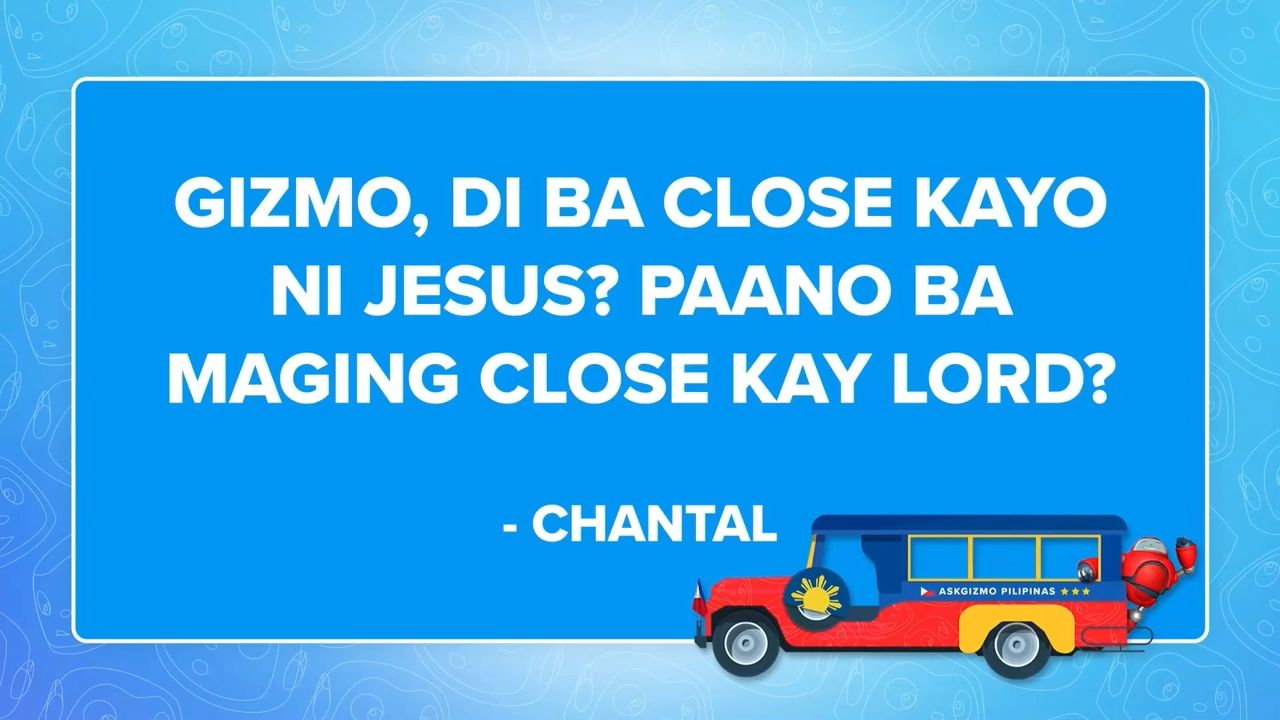 GIZMO, DI BA CLOSE KAYO
NI JESUS? PAANO BA
MAGING CLOSE KAY LORD?
- CHANTAL
ASKGIZMO PILIPINAS